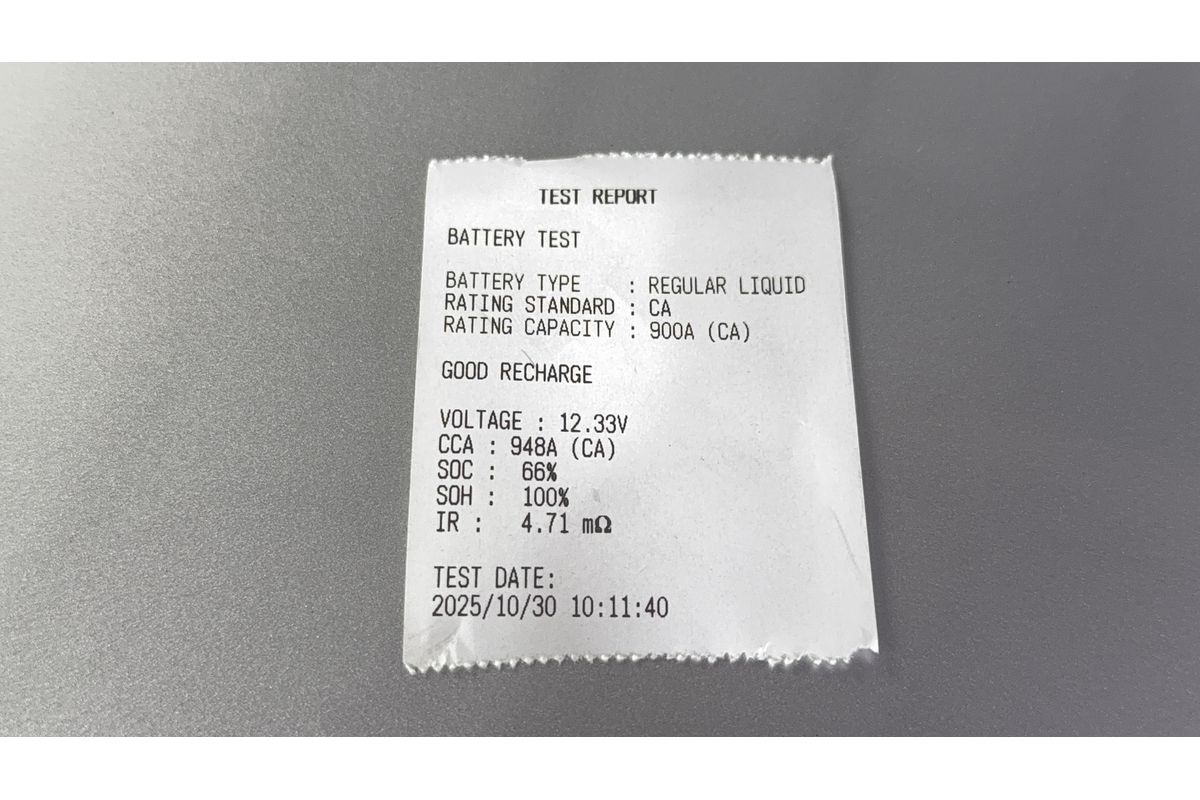 TEST REPORT
BATTERY TEST
BATTERY TYPE : REGULAR LIQUID
RATING STANDARD : CA
RATING CAPACITY : 900A (CA)
GOOD RECHARGE
VOLTAGE : 12.33V
CCA : 948A (CA)
SOC : 66%
SOH : 100%
IR : 4.71 mΩ
TEST DATE:
2025/10/30 10:11:40